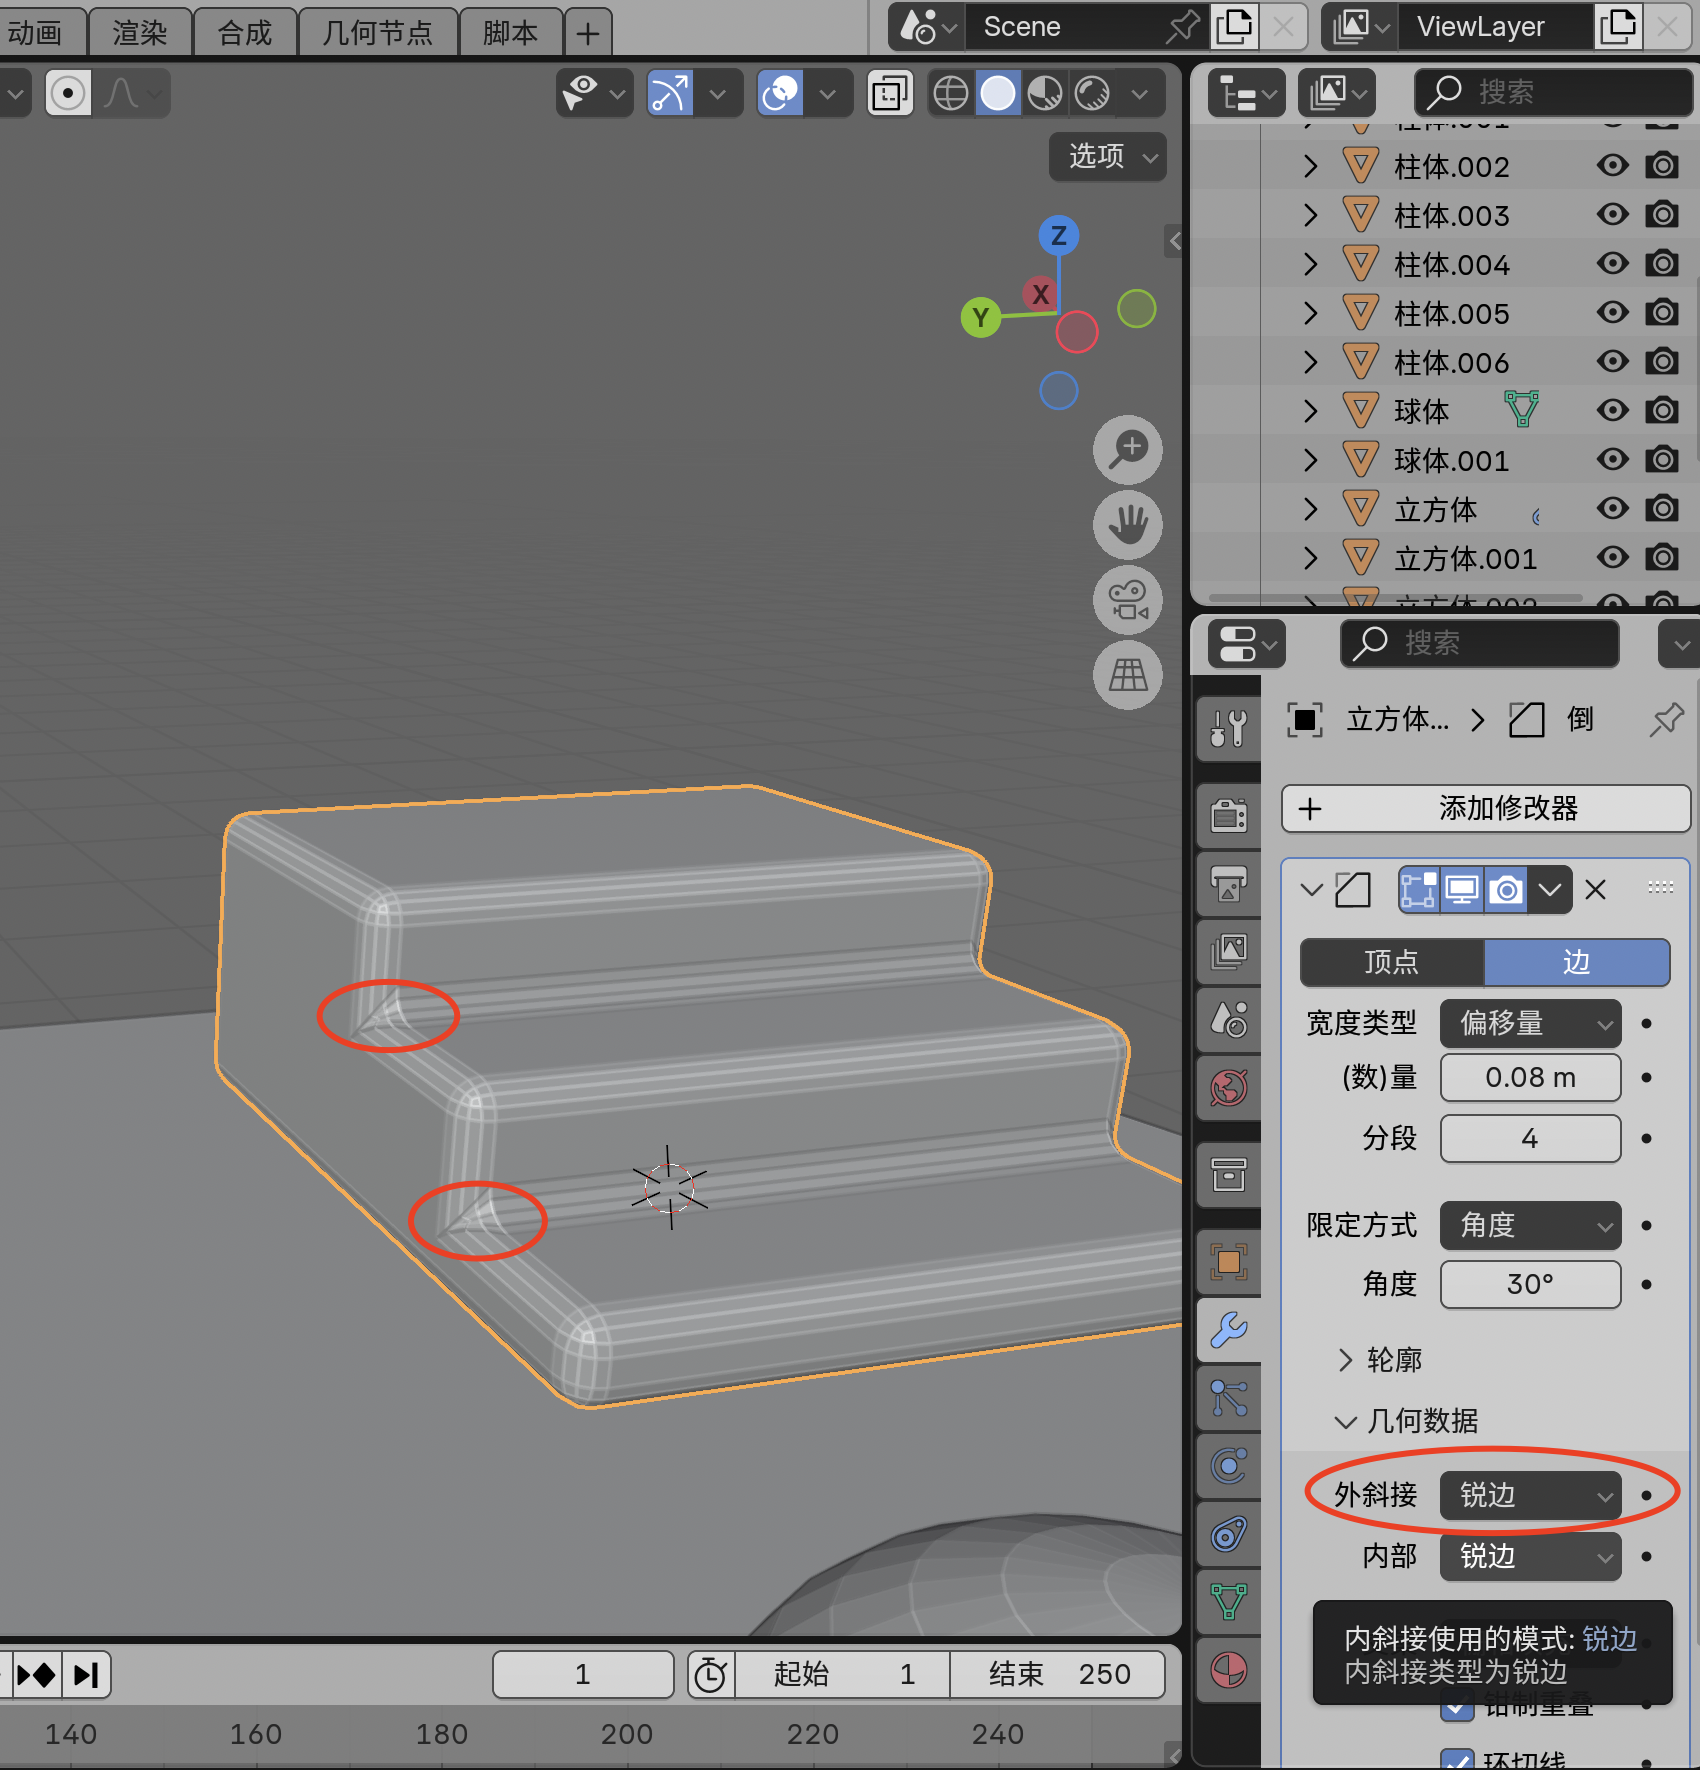 动画 渲染 合成 几何节点 脚本 + Scene ViewLayer
搜索
选项
Z
X
Y
柱体.001
柱体.002
柱体.003
柱体.004
柱体.005
柱体.006
球体
球体.001
立方体
立方体.001
立方体.002
搜索
立方体... 倒
添加修改器
顶点 边
宽度类型 偏移量
(数)量 0.08 m
分段 4
限定方式 角度
角度 30°
轮廓
几何数据
外斜接 锐边
内部 锐边
内斜接使用的模式: 锐边
内斜接类型为锐边
钳制重叠
环切线
1 起始 1 结束 250
140 160 180 200 220 240